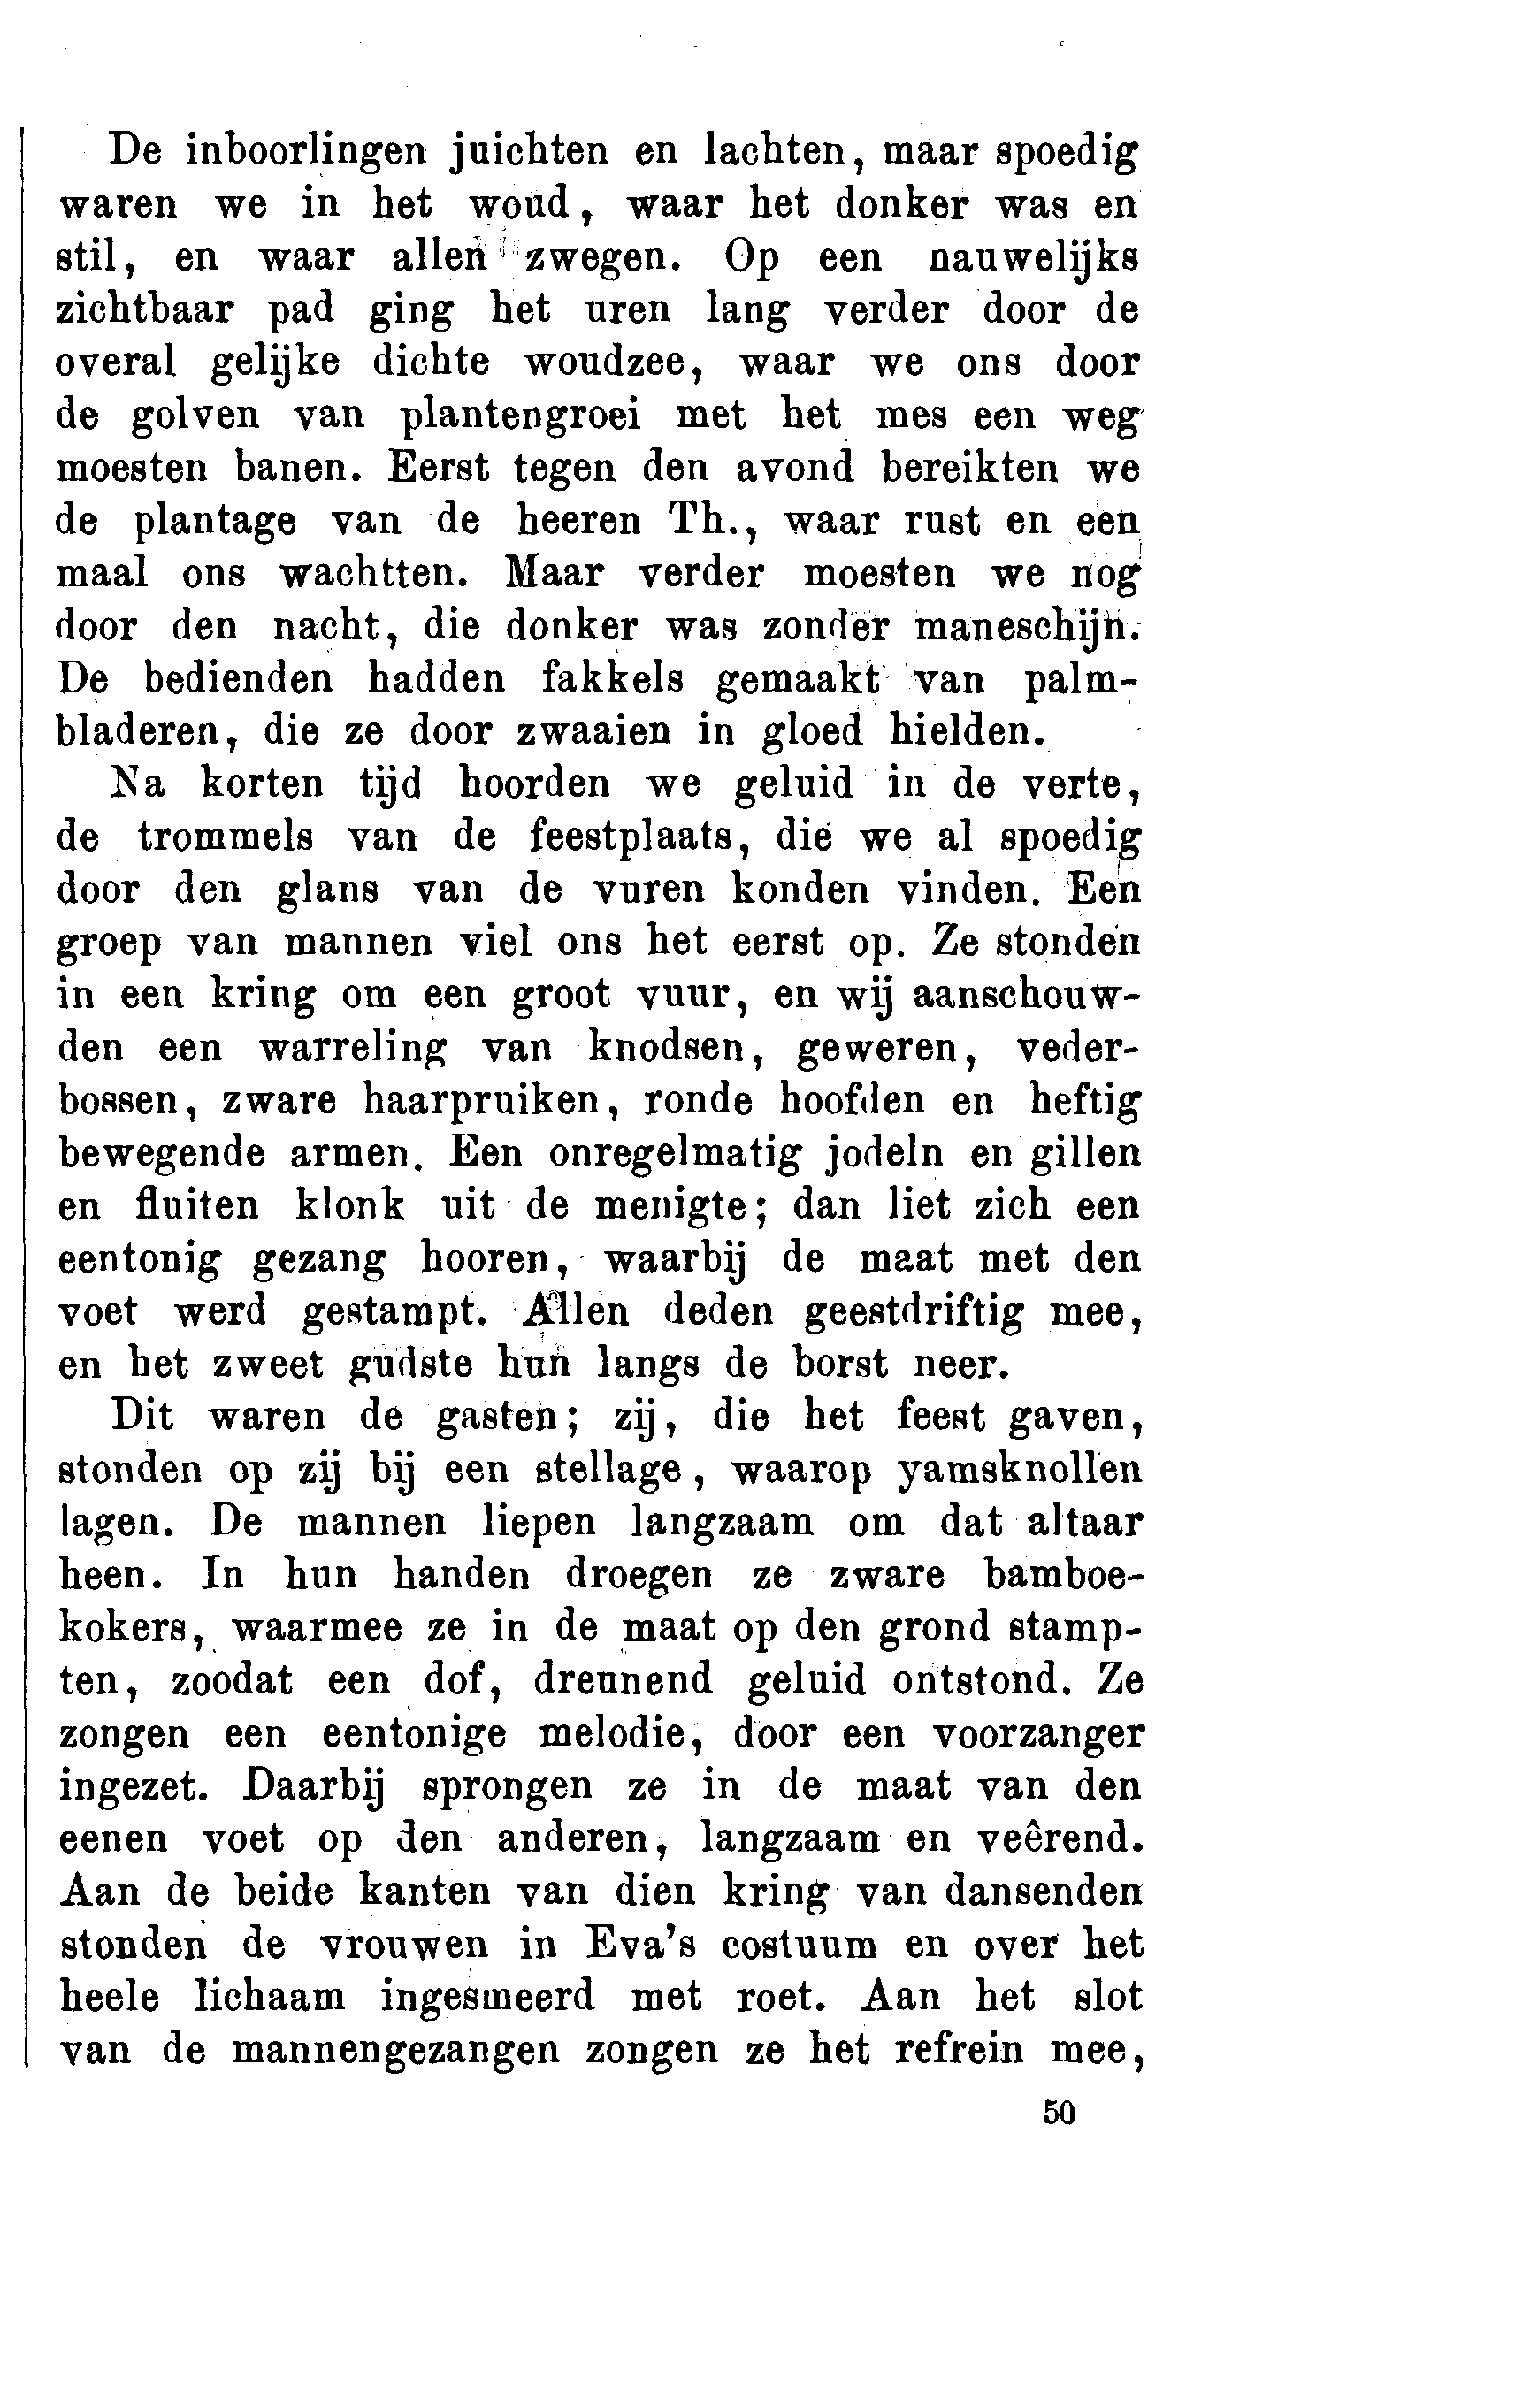 De inboorlingen juichten en lachten, maar spoedig
waren we in het woud, waar het donker was en
stil, en waar allen zwegen. Op een nauwelijks
zichtbaar pad ging het uren lang verder door de
overal gelijke dichte woudzee, waar we ons door
de golven van plantengroei met het mes een weg
moesten banen. Eerst tegen den avond bereikten we
de plantage van de heeren Th., waar rust en een
maal ons wachtten. Maar verder moesten we nog
door den nacht, die donker was zonder maneschijn.
De bedienden hadden fakkels gemaakt van palm-
bladeren, die ze door zwaaien in gloed hielden.
Na korten tijd hoorden we geluid in de verte,
de trommels van de feestplaats, die we al spoedig
door den glans van de vuren konden vinden. Een
groep van mannen viel ons het eerst op. Ze stonden
in een kring om een groot vuur, en wij aanschouw-
den een warreling van knodsen, geweren, veder-
bossen, zware haarpruiken, ronde hoofden en heftig
bewegende armen. Een onregelmatig jodeln en gillen
en fluiten klonk uit de menigte; dan liet zich een
eentonig gezang hooren, waarbij de maat met den
voet werd gestampt. Allen deden geestdriftig mee,
en het zweet gudste hun langs de borst neer.
Dit waren de gasten; zij, die het feest gaven,
stonden op zij bij een stellage, waarop yamsknollen
lagen. De mannen liepen langzaam om dat altaar
heen. In hun handen droegen ze zware bamboe-
kokers, waarmee ze in de maat op den grond stamp-
ten, zoodat een dof, dreunend geluid ontstond. Ze
zongen een eentonige melodie, door een voorzanger
ingezet. Daarbij sprongen ze in de maat van den
eenen voet op den anderen, langzaam en veêrend.
Aan de beide kanten van dien kring van dansenden
stonden de vrouwen in Eva's costuum en over het
heele lichaam ingesmeerd met roet. Aan het slot
van de mannengezangen zongen ze het refrein mee,
50